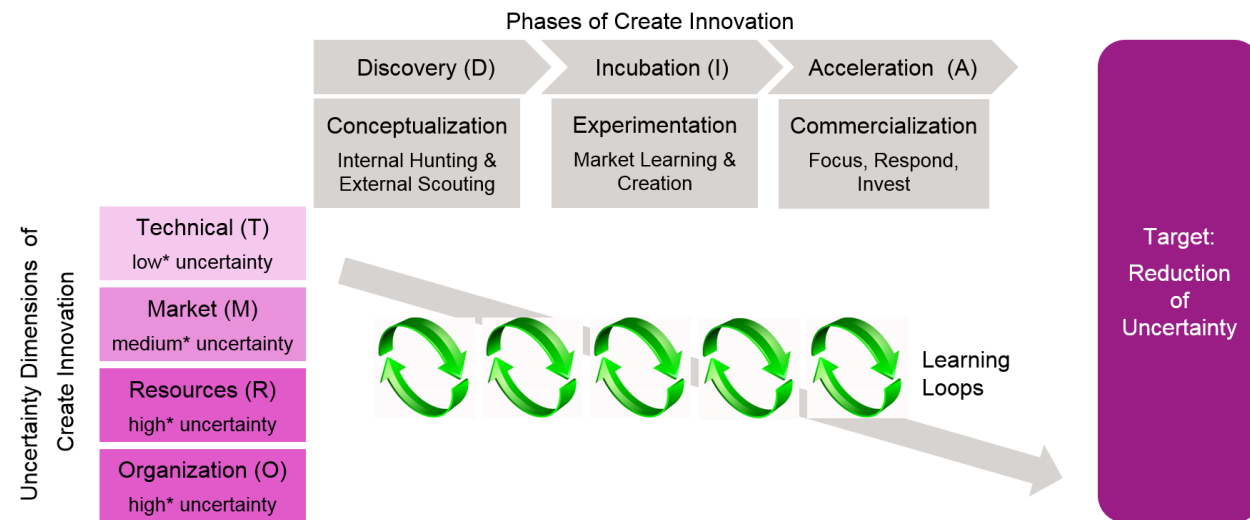 Phases of Create Innovation
Discovery (D)
Incubation (I)
Acceleration (A)
Conceptualization
Internal Hunting &
External Scouting
Experimentation
Market Learning &
Creation
Commercialization
Focus, Respond,
Invest
Uncertainty Dimensions of
Create Innovation
Technical (T)
low* uncertainty
Market (M)
medium* uncertainty
Resources (R)
high* uncertainty
Organization (O)
high* uncertainty
Learning
Loops
Target:
Reduction
of
Uncertainty